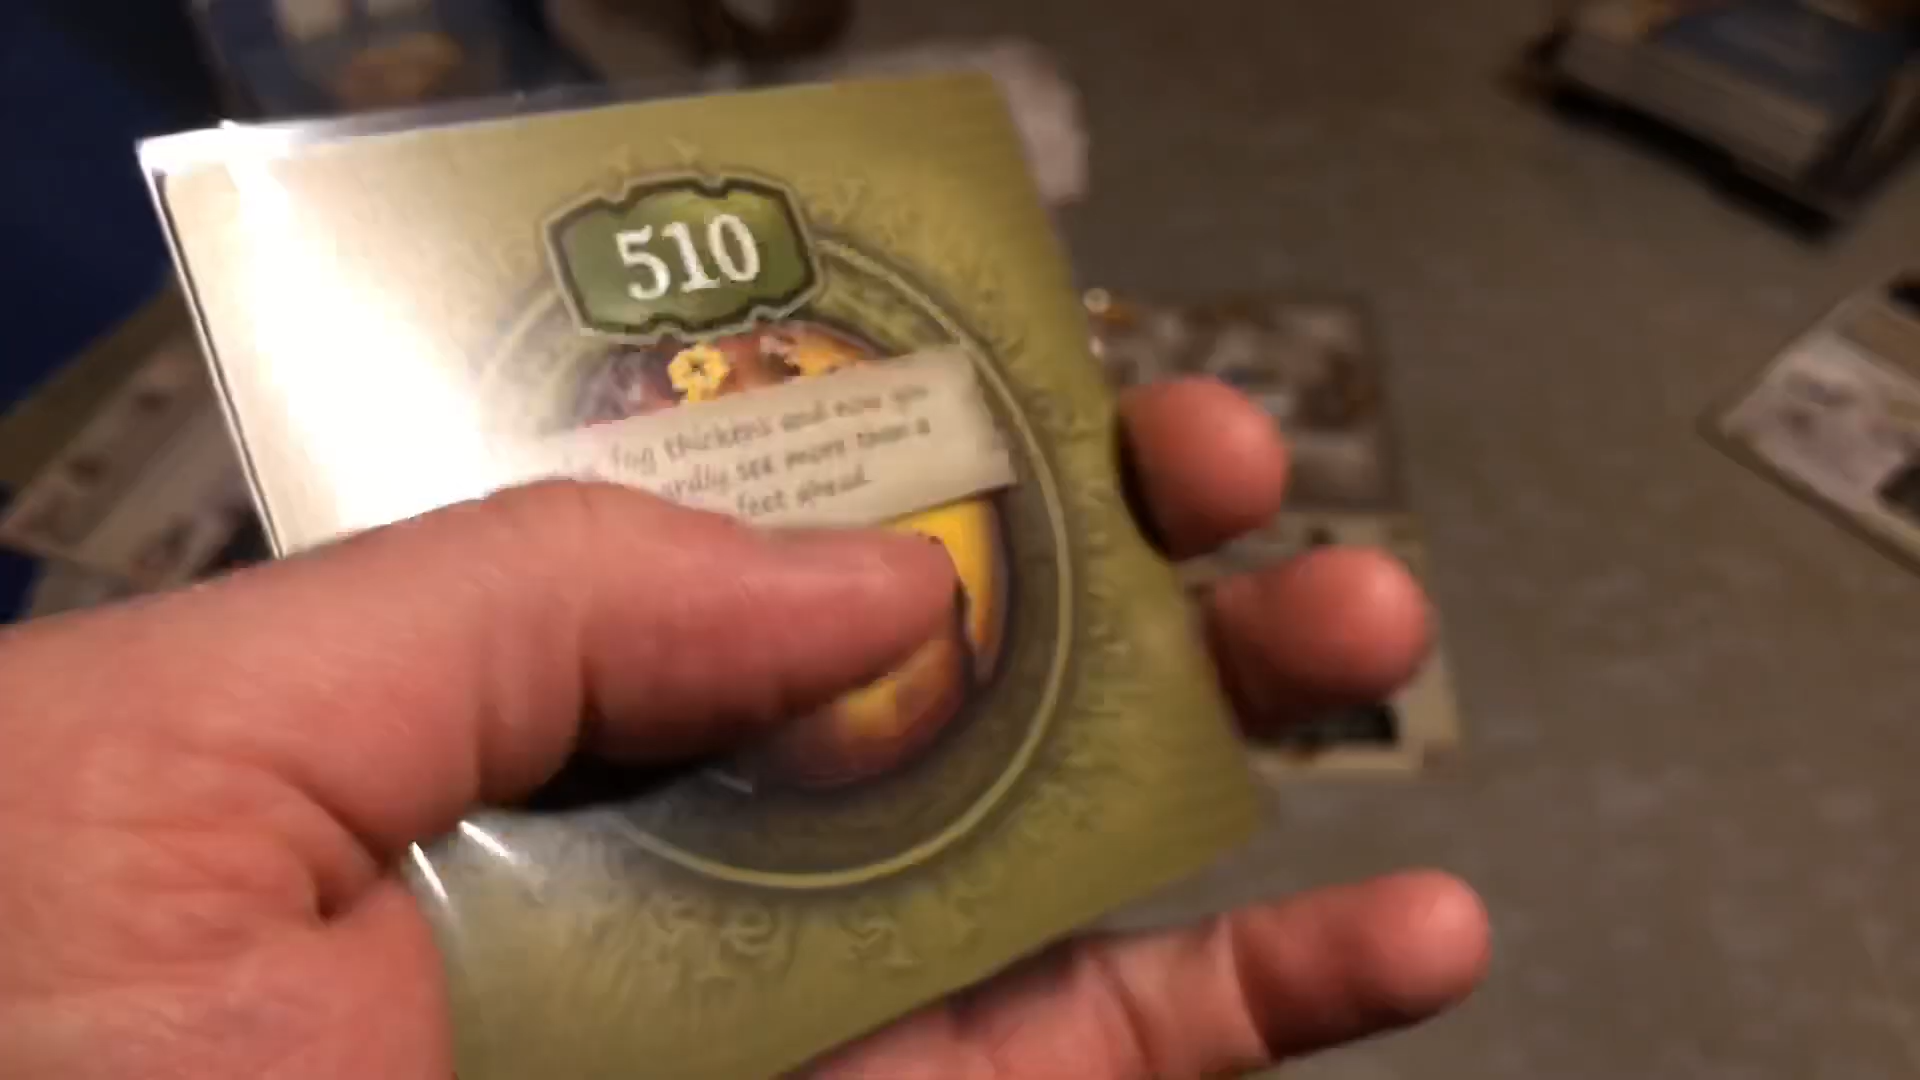 510
fog thickens and now you
see more than a
feet ahead.